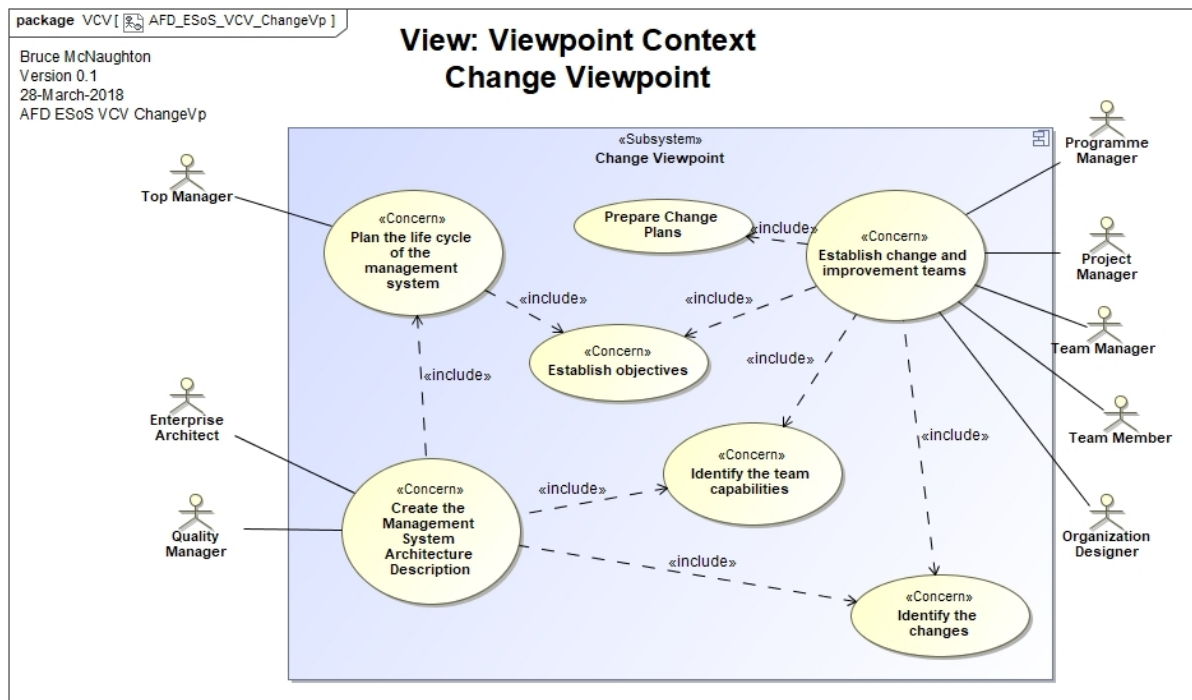 package VCV [ AFD_ESoS_VCV_ChangeVp ]
View: Viewpoint Context
Change Viewpoint
Bruce McNaughton
Version 0.1
28-March-2018
AFD ESoS VCV ChangeVp
«Subsystem»
Change Viewpoint
Top Manager
Enterprise
Architect
Quality
Manager
Programme
Manager
Project
Manager
Team Manager
Team Member
Organization
Designer
«Concern»
Plan the life cycle
of the
management
system
Prepare Change
Plans
«include»
«Concern»
Establish change and
improvement teams
«include»
«include»
«Concern»
Establish objectives
«include»
«include»
«include»
«Concern»
Identify the team
capabilities
«include»
«Concern»
Create the
Management
System
Architecture
Description
«include»
«Concern»
Identify the
changes